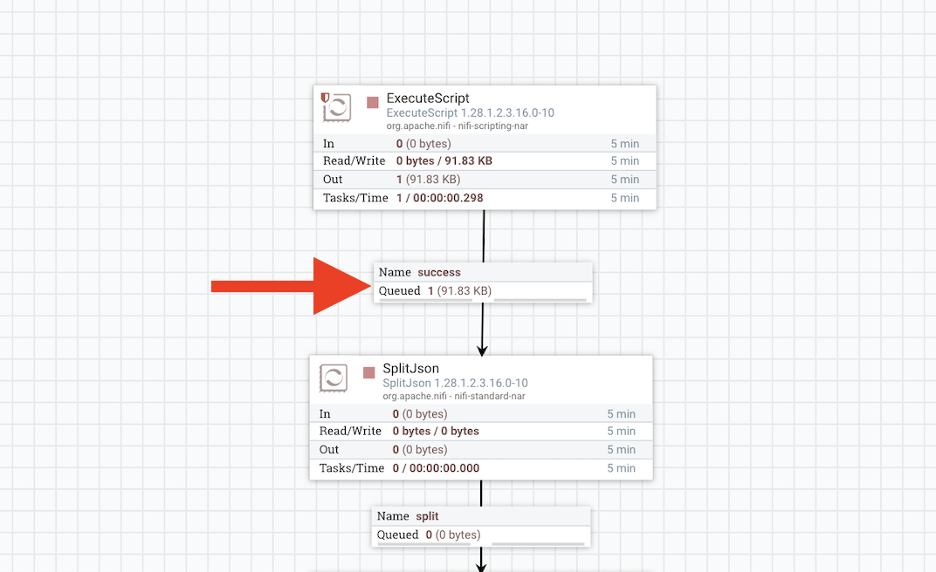 ExecuteScript
ExecuteScript 1.28.1.2.3.16.0-10
org.apache.nifi - nifi-scripting-nar
In 0 (0 bytes) 5 min
Read/Write 0 bytes / 91.83 KB 5 min
Out 1 (91.83 KB) 5 min
Tasks/Time 1 / 00:00:00.298 5 min
Name success
Queued 1 (91.83 KB)
SplitJson
SplitJson 1.28.1.2.3.16.0-10
org.apache.nifi - nifi-standard-nar
In 0 (0 bytes) 5 min
Read/Write 0 bytes / 0 bytes 5 min
Out 0 (0 bytes) 5 min
Tasks/Time 0 / 00:00:00.000 5 min
Name split
Queued 0 (0 bytes)